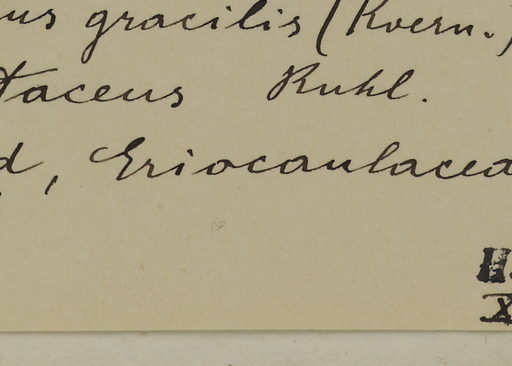 us gracilis (Koern.)
taceus Ruhl.
d, Eriocaulacea
H.
X